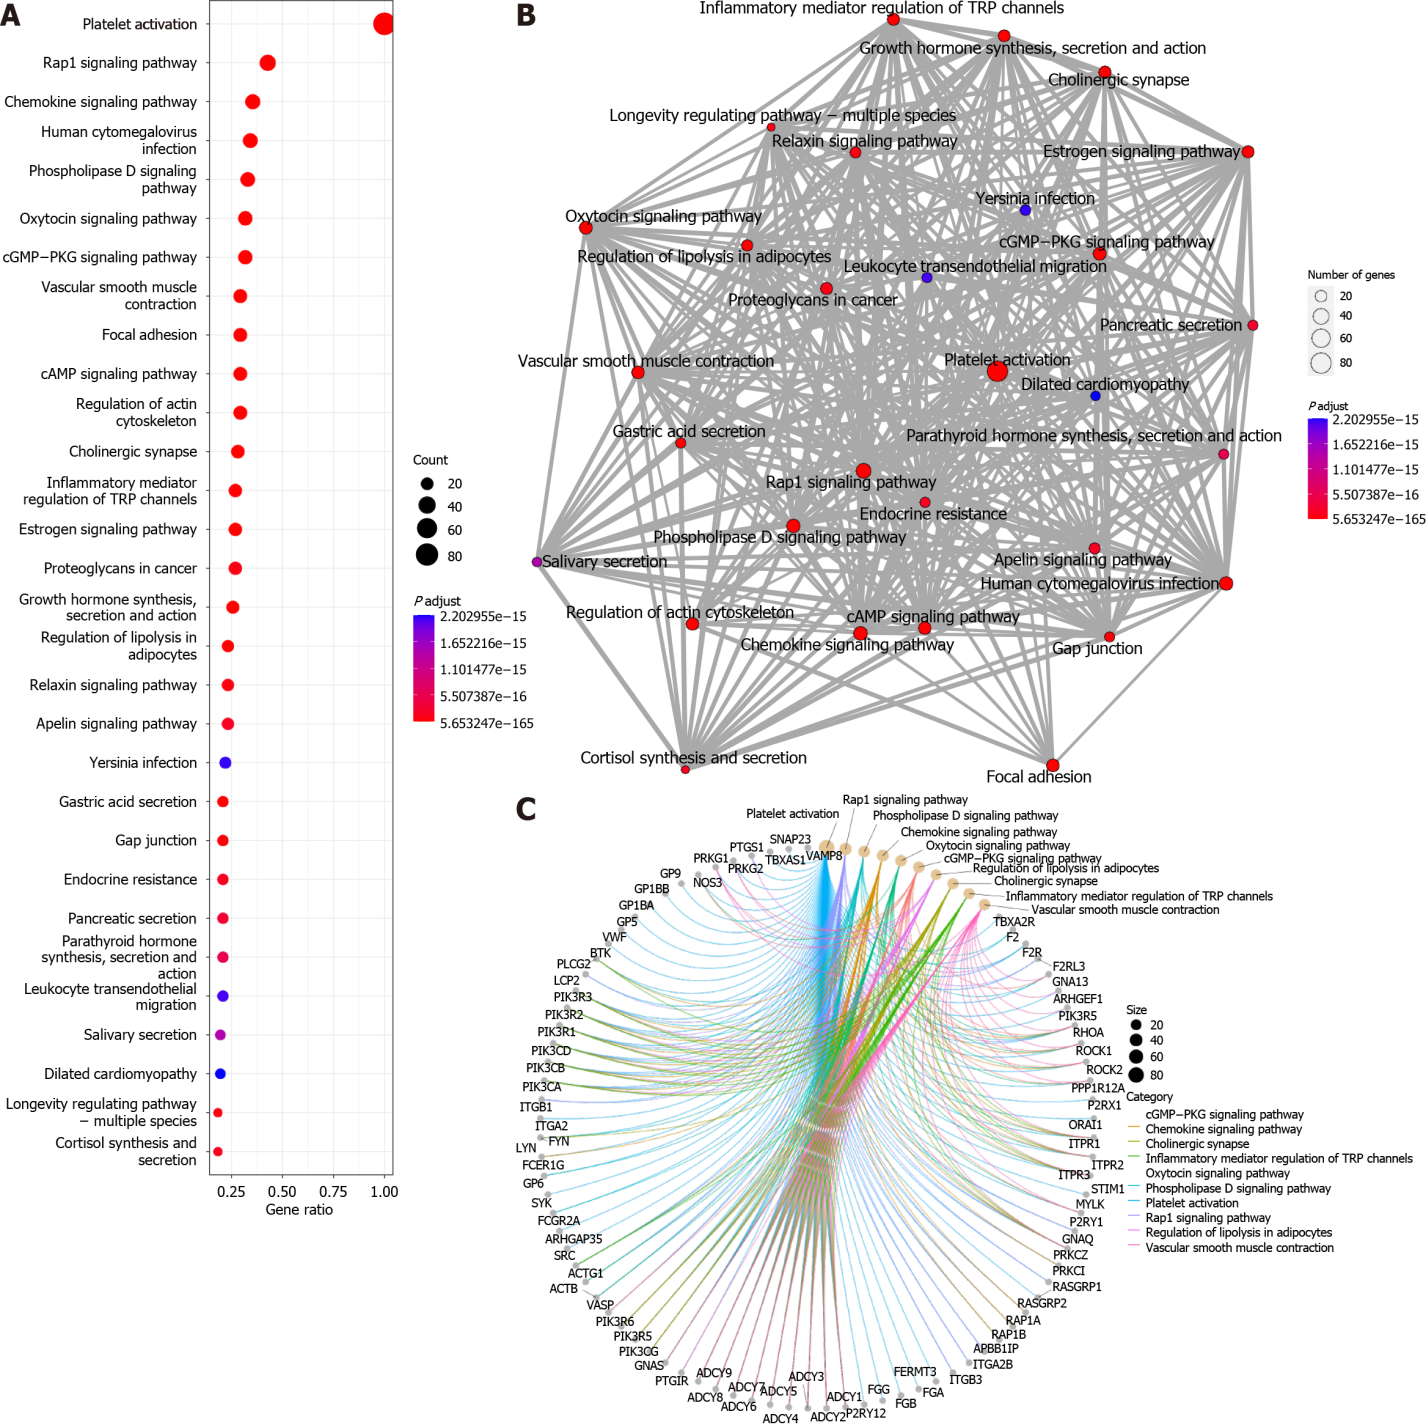 A
Platelet activation
Rap1 signaling pathway
Chemokine signaling pathway
Human cytomegalovirus
infection
Phospholipase D signaling
pathway
Oxytocin signaling pathway
cGMP−PKG signaling pathway
Vascular smooth muscle
contraction
Focal adhesion
cAMP signaling pathway
Regulation of actin
cytoskeleton
Cholinergic synapse
Inflammatory mediator
regulation of TRP channels
Estrogen signaling pathway
Proteoglycans in cancer
Growth hormone synthesis,
secretion and action
Regulation of lipolysis in
adipocytes
Relaxin signaling pathway
Apelin signaling pathway
Yersinia infection
Gastric acid secretion
Gap junction
Endocrine resistance
Pancreatic secretion
Parathyroid hormone
synthesis, secretion and
action
Leukocyte transendothelial
migration
Salivary secretion
Dilated cardiomyopathy
Longevity regulating pathway
− multiple species
Cortisol synthesis and
secretion
0.25 0.50 0.75 1.00
Gene ratio
Count
20
40
60
80
P adjust
2.202955e−15
1.652216e−15
1.101477e−15
5.507387e−16
5.653247e−165
B
Inflammatory mediator regulation of TRP channels
Growth hormone synthesis, secretion and action
Cholinergic synapse
Longevity regulating pathway − multiple species
Relaxin signaling pathway
Estrogen signaling pathway
Yersinia infection
Oxytocin signaling pathway
cGMP−PKG signaling pathway
Regulation of lipolysis in adipocytes
Leukocyte transendothelial migration
Proteoglycans in cancer
Pancreatic secretion
Platelet activation
Vascular smooth muscle contraction
Dilated cardiomyopathy
Gastric acid secretion
Parathyroid hormone synthesis, secretion and action
Rap1 signaling pathway
Endocrine resistance
Phospholipase D signaling pathway
Apelin signaling pathway
Salivary secretion
Human cytomegalovirus infection
Regulation of actin cytoskeleton
cAMP signaling pathway
Chemokine signaling pathway
Gap junction
Cortisol synthesis and secretion
Focal adhesion
Number of genes
20
40
60
80
P adjust
2.202955e−15
1.652216e−15
1.101477e−15
5.507387e−16
5.653247e−165
C
Platelet activation
Rap1 signaling pathway
Phospholipase D signaling pathway
Chemokine signaling pathway
Oxytocin signaling pathway
cGMP−PKG signaling pathway
Regulation of lipolysis in adipocytes
Cholinergic synapse
Inflammatory mediator regulation of TRP channels
Vascular smooth muscle contraction
TBXA2R
F2
F2R
F2RL3
GNA13
ARHGEF1
PIK3R5
RHOA
ROCK1
ROCK2
PPP1R12A
P2RX1
ORAI1
ITPR1
ITPR2
ITPR3
STIM1
MYLK
P2RY1
GNAQ
PRKCZ
PRKCI
RASGRP1
RASGRP2
RAP1A
RAP1B
APBB1IP
ITGA2B
ITGB3
FERMT3
FGA
FGB
FGG
P2RY12
ADCY1
ADCY2
ADCY3
ADCY4
ADCY5
ADCY6
ADCY7
ADCY8
ADCY9
PTGIR
GNAS
PIK3CG
PIK3R5
PIK3R6
VASP
ACTB
ACTG1
SRC
ARHGAP35
FCGR2A
SYK
GP6
FCER1G
LYN
FYN
ITGA2
ITGB1
PIK3CA
PIK3CB
PIK3CD
PIK3R1
PIK3R2
PIK3R3
LCP2
PLCG2
BTK
VWF
GP5
GP1BA
GP1BB
GP9
NOS3
PRKG1
PRKG2
PTGS1
TBXAS1
SNAP23
VAMP8
Size
20
40
60
80
Category
cGMP−PKG signaling pathway
Chemokine signaling pathway
Cholinergic synapse
Inflammatory mediator regulation of TRP channels
Oxytocin signaling pathway
Phospholipase D signaling pathway
Platelet activation
Rap1 signaling pathway
Regulation of lipolysis in adipocytes
Vascular smooth muscle contraction